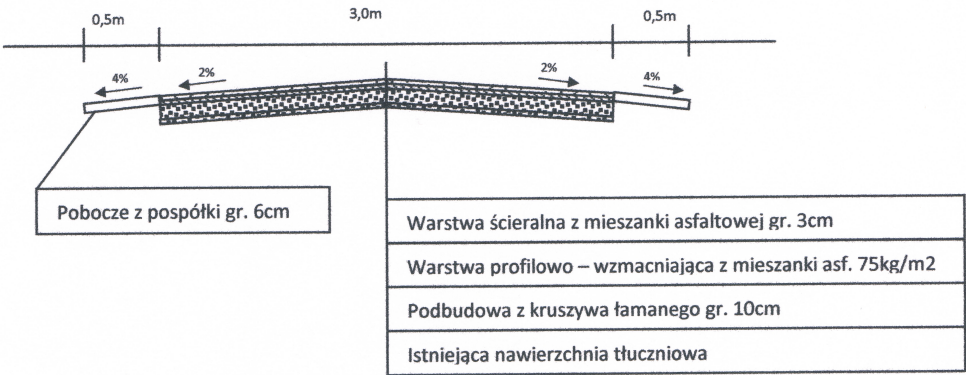 0,5m
3,0m
0,5m
4%
2%
2%
4%
Pobocze z pospółki gr. 6cm
Warstwa ścieralna z mieszanki asfaltowej gr. 3cm
Warstwa profilowo – wzmacniająca z mieszanki asf. 75kg/m2
Podbudowa z kruszywa łamanego gr. 10cm
Istniejąca nawierzchnia tłuczniowa